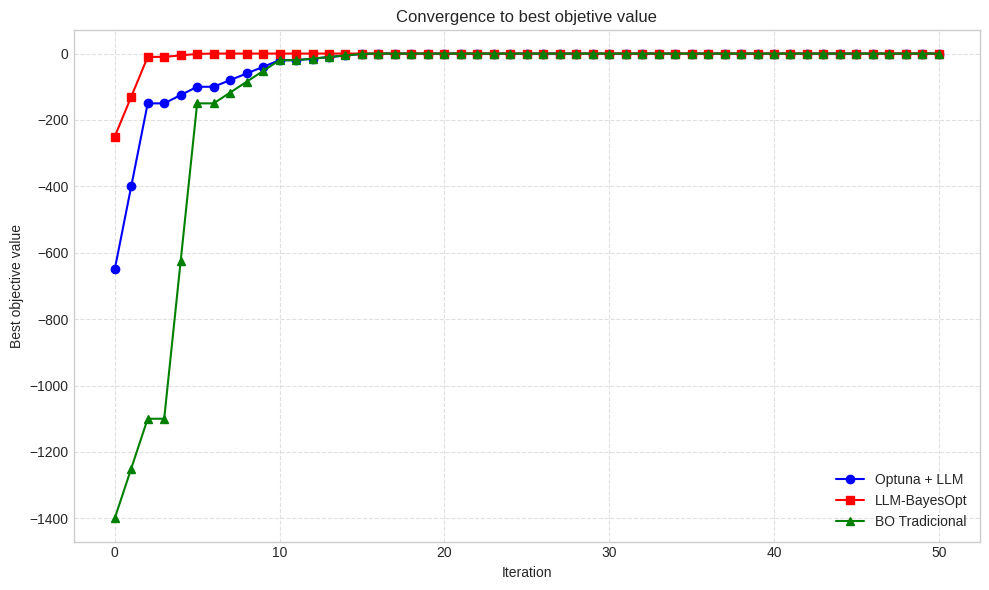 Convergence to best objetive value
Best objective value
0
−200
−400
−600
−800
−1000
−1200
−1400
0 10 20 30 40 50
Iteration
Optuna + LLM
LLM-BayesOpt
BO Tradicional